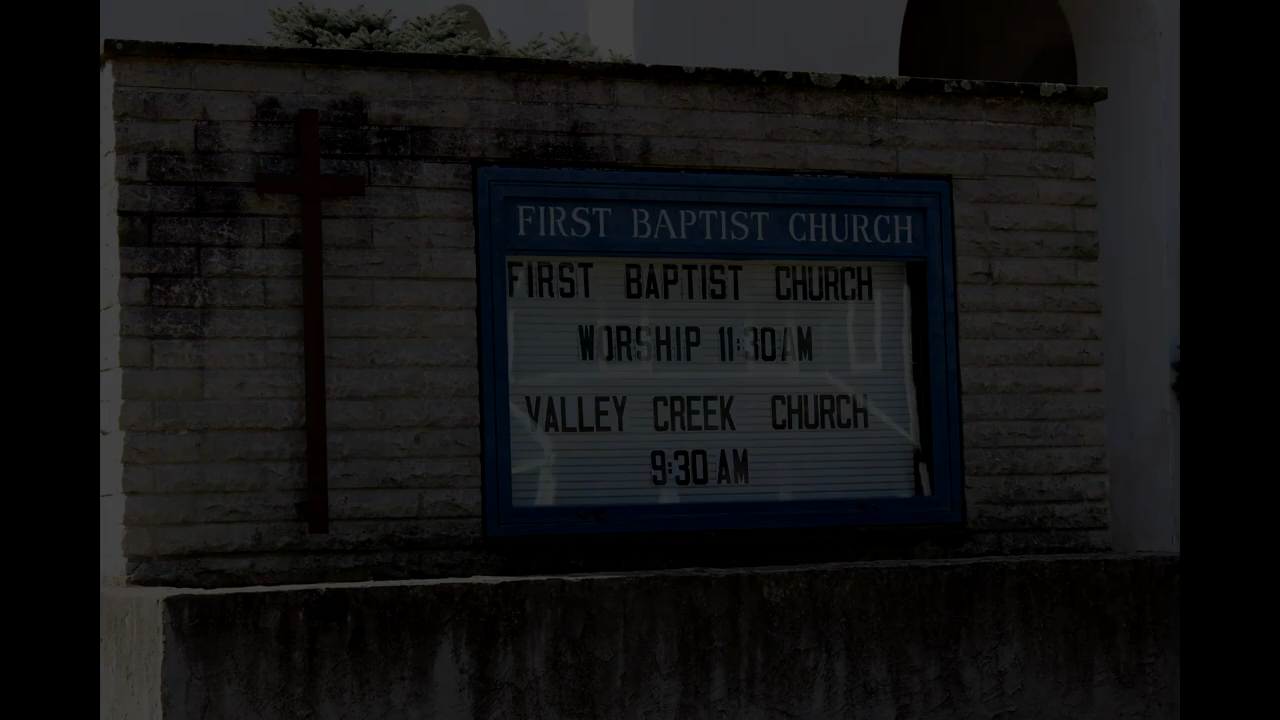 FIRST BAPTIST CHURCH
FIRST BAPTIST CHURCH
WORSHIP 11:30AM
VALLEY CREEK CHURCH
9:30 AM